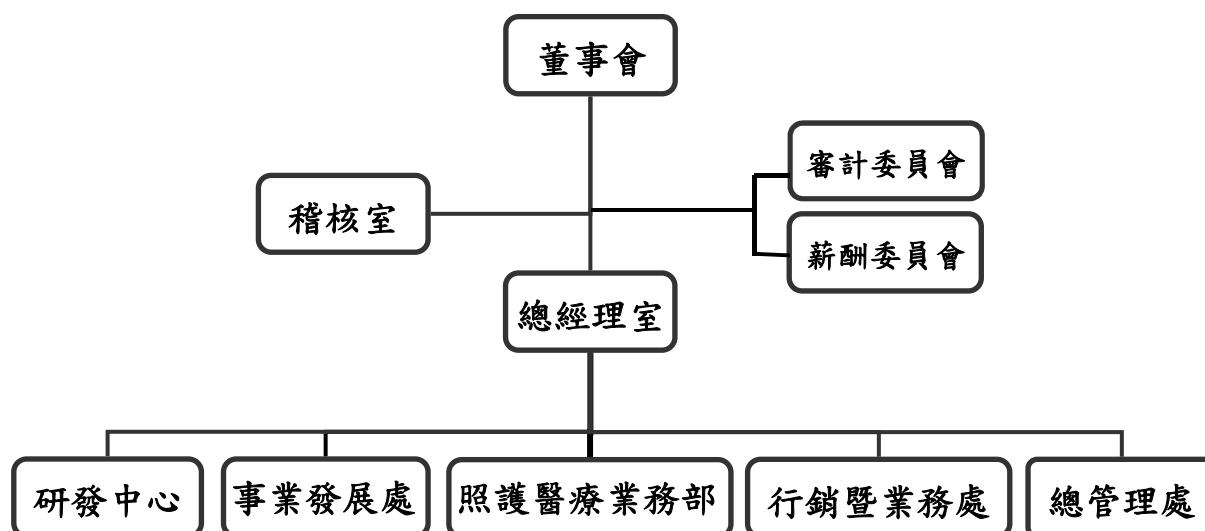 董事會
審計委員會
稽核室
薪酬委員會
總經理室
研發中心
事業發展處
照護醫療業務部
行銷暨業務處
總管理處